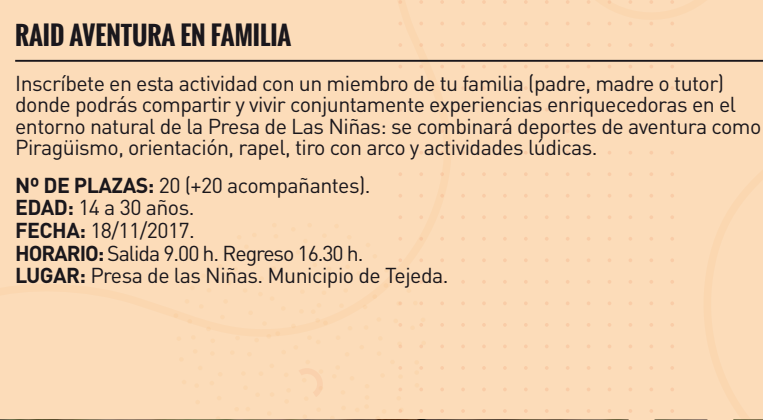 RAID AVENTURA EN FAMILIA
Inscríbete en esta actividad con un miembro de tu familia (padre, madre o tutor)
donde podrás compartir y vivir conjuntamente experiencias enriquecedoras en el
entorno natural de la Presa de Las Niñas: se combinará deportes de aventura como
Piragüismo, orientación, rapel, tiro con arco y actividades lúdicas.
Nº DE PLAZAS: 20 (+20 acompañantes).
EDAD: 14 a 30 años.
FECHA: 18/11/2017.
HORARIO: Salida 9.00 h. Regreso 16.30 h.
LUGAR: Presa de las Niñas. Municipio de Tejeda.